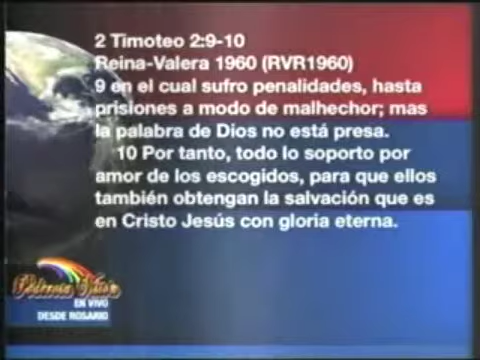 2 Timoteo 2:9-10
Reina-Valera 1960 (RVR1960)
9 en el cual sufro penalidades, hasta
prisiones a modo de malhechor; mas
la palabra de Dios no está presa.
10 Por tanto, todo lo soporto por
amor de los escogidos, para que ellos
también obtengan la salvación que es
en Cristo Jesús con gloria eterna.
EN VIVO
DESDE ROSARIO